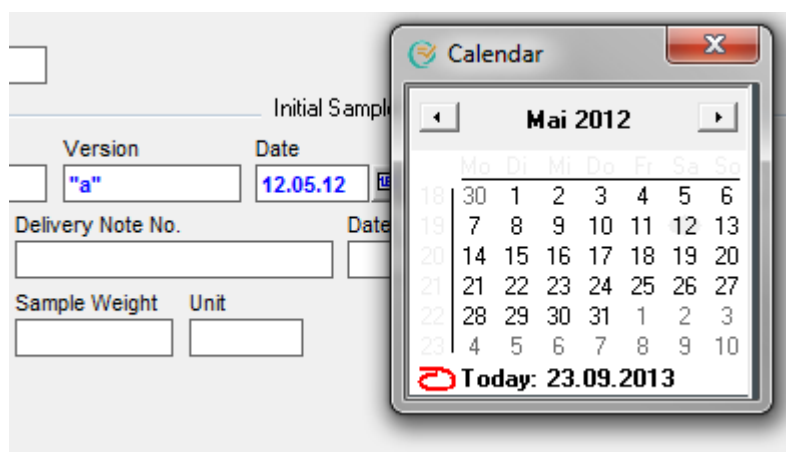 Calendar
Initial Sampl
Mai 2012
Version
Date
"a"
12.05.12
Mo Di Mi Do Fr Sa So
18 30 1 2 3 4 5 6
19 7 8 9 10 11 12 13
20 14 15 16 17 18 19 20
21 21 22 23 24 25 26 27
22 28 29 30 31 1 2 3
23 4 5 6 7 8 9 10
Today: 23.09.2013
Delivery Note No.
Date
Sample Weight
Unit